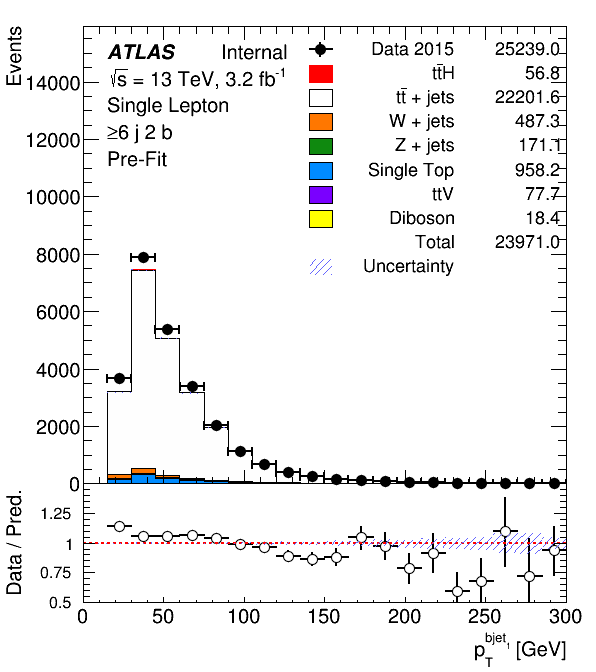 Events
14000
12000
10000
8000
6000
4000
2000
0
ATLAS Internal
√s = 13 TeV, 3.2 fb⁻¹
Single Lepton
≥6 j 2 b
Pre-Fit
Data 2015 25239.0
tt̄H 56.8
tt̄ + jets 22201.6
W + jets 487.3
Z + jets 171.1
Single Top 958.2
ttV 77.7
Diboson 18.4
Total 23971.0
Uncertainty
Data / Pred.
1.25
1
0.75
0.5
0 50 100 150 200 250 300
p_T^bjet, [GeV]